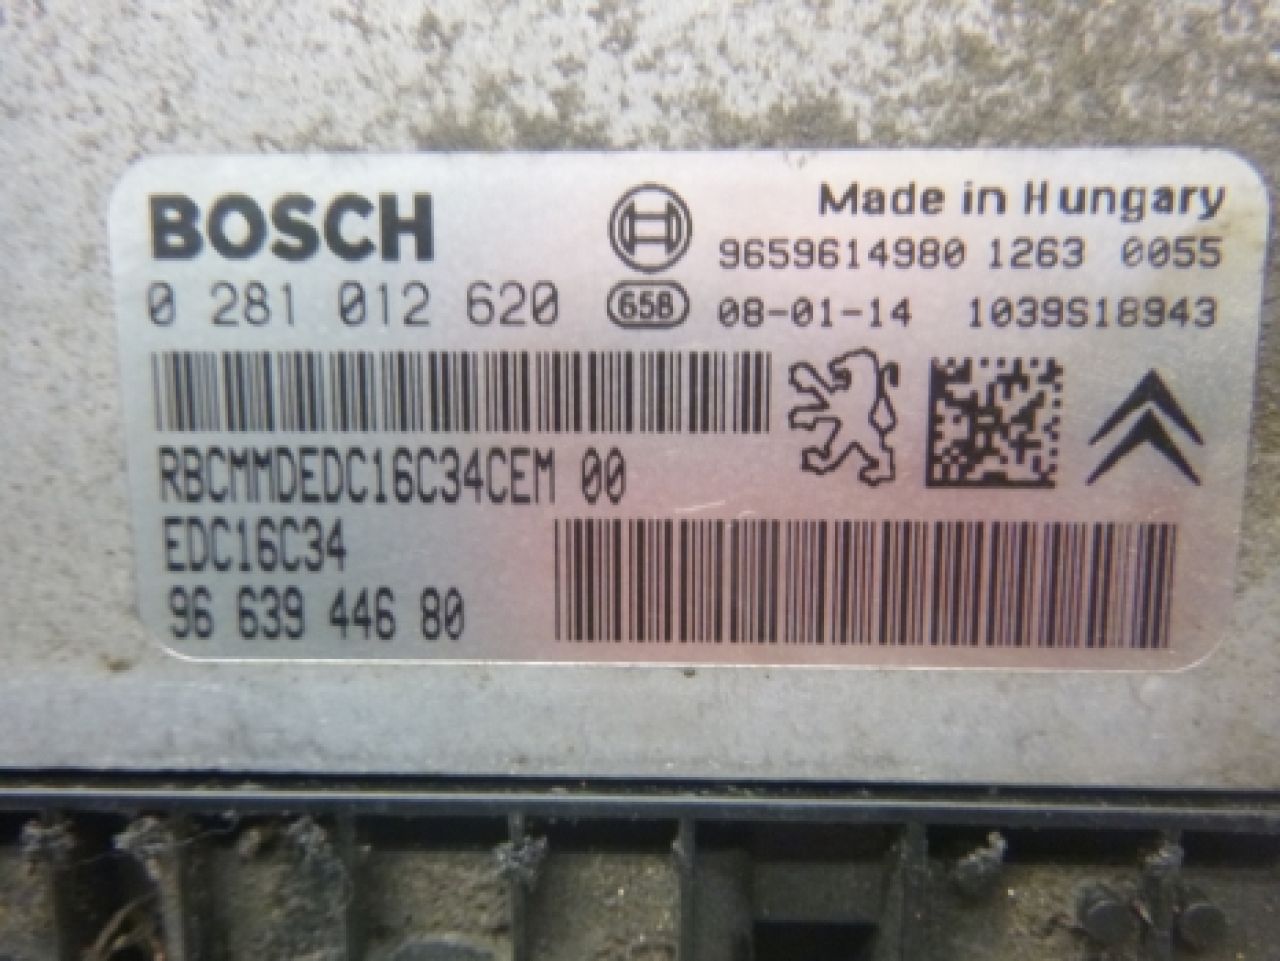 BOSCH
Made in Hungary
9659614980 1263 0055
0 281 012 620
658
08-01-14 1039S18943
RBCMMDEDC16C34CEM 00
EDC16C34
96 639 446 80